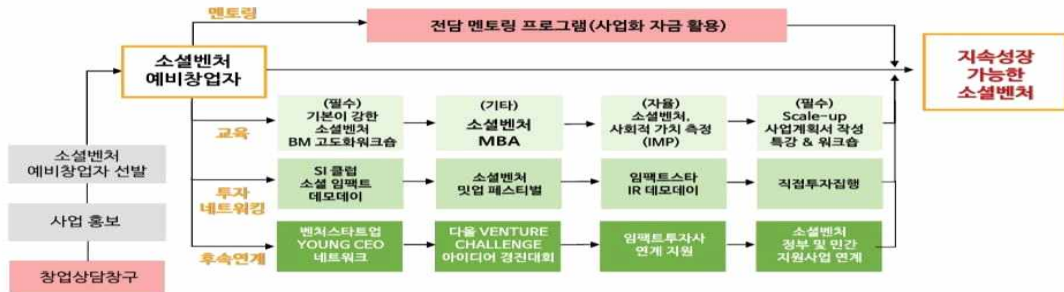 멘토링
전담 멘토링 프로그램(사업화 자금 활용)
소셜벤처
예비창업자
지속성장
가능한
소셜벤처
교육
(필수)
기본이 강한
소셜벤처
BM 고도화워크숍
(기타)
소셜벤처
MBA
(자율)
소셜벤처,
사회적 가치 측정
(IMP)
(필수)
Scale-up
사업계획서 작성
특강 & 워크숍
소셜벤처
예비창업자 선발
투자
네트워킹
SI 클럽
소셜 임팩트
데모데이
소셜벤처
밋업 페스티벌
임팩트스타
IR 데모데이
직접투자집행
사업 홍보
후속연계
벤처스타트업
YOUNG CEO
네트워크
다울 VENTURE
CHALLENGE
아이디어 경진대회
임팩트투자사
연계 지원
소셜벤처
정부 및 민간
지원사업 연계
창업상담창구